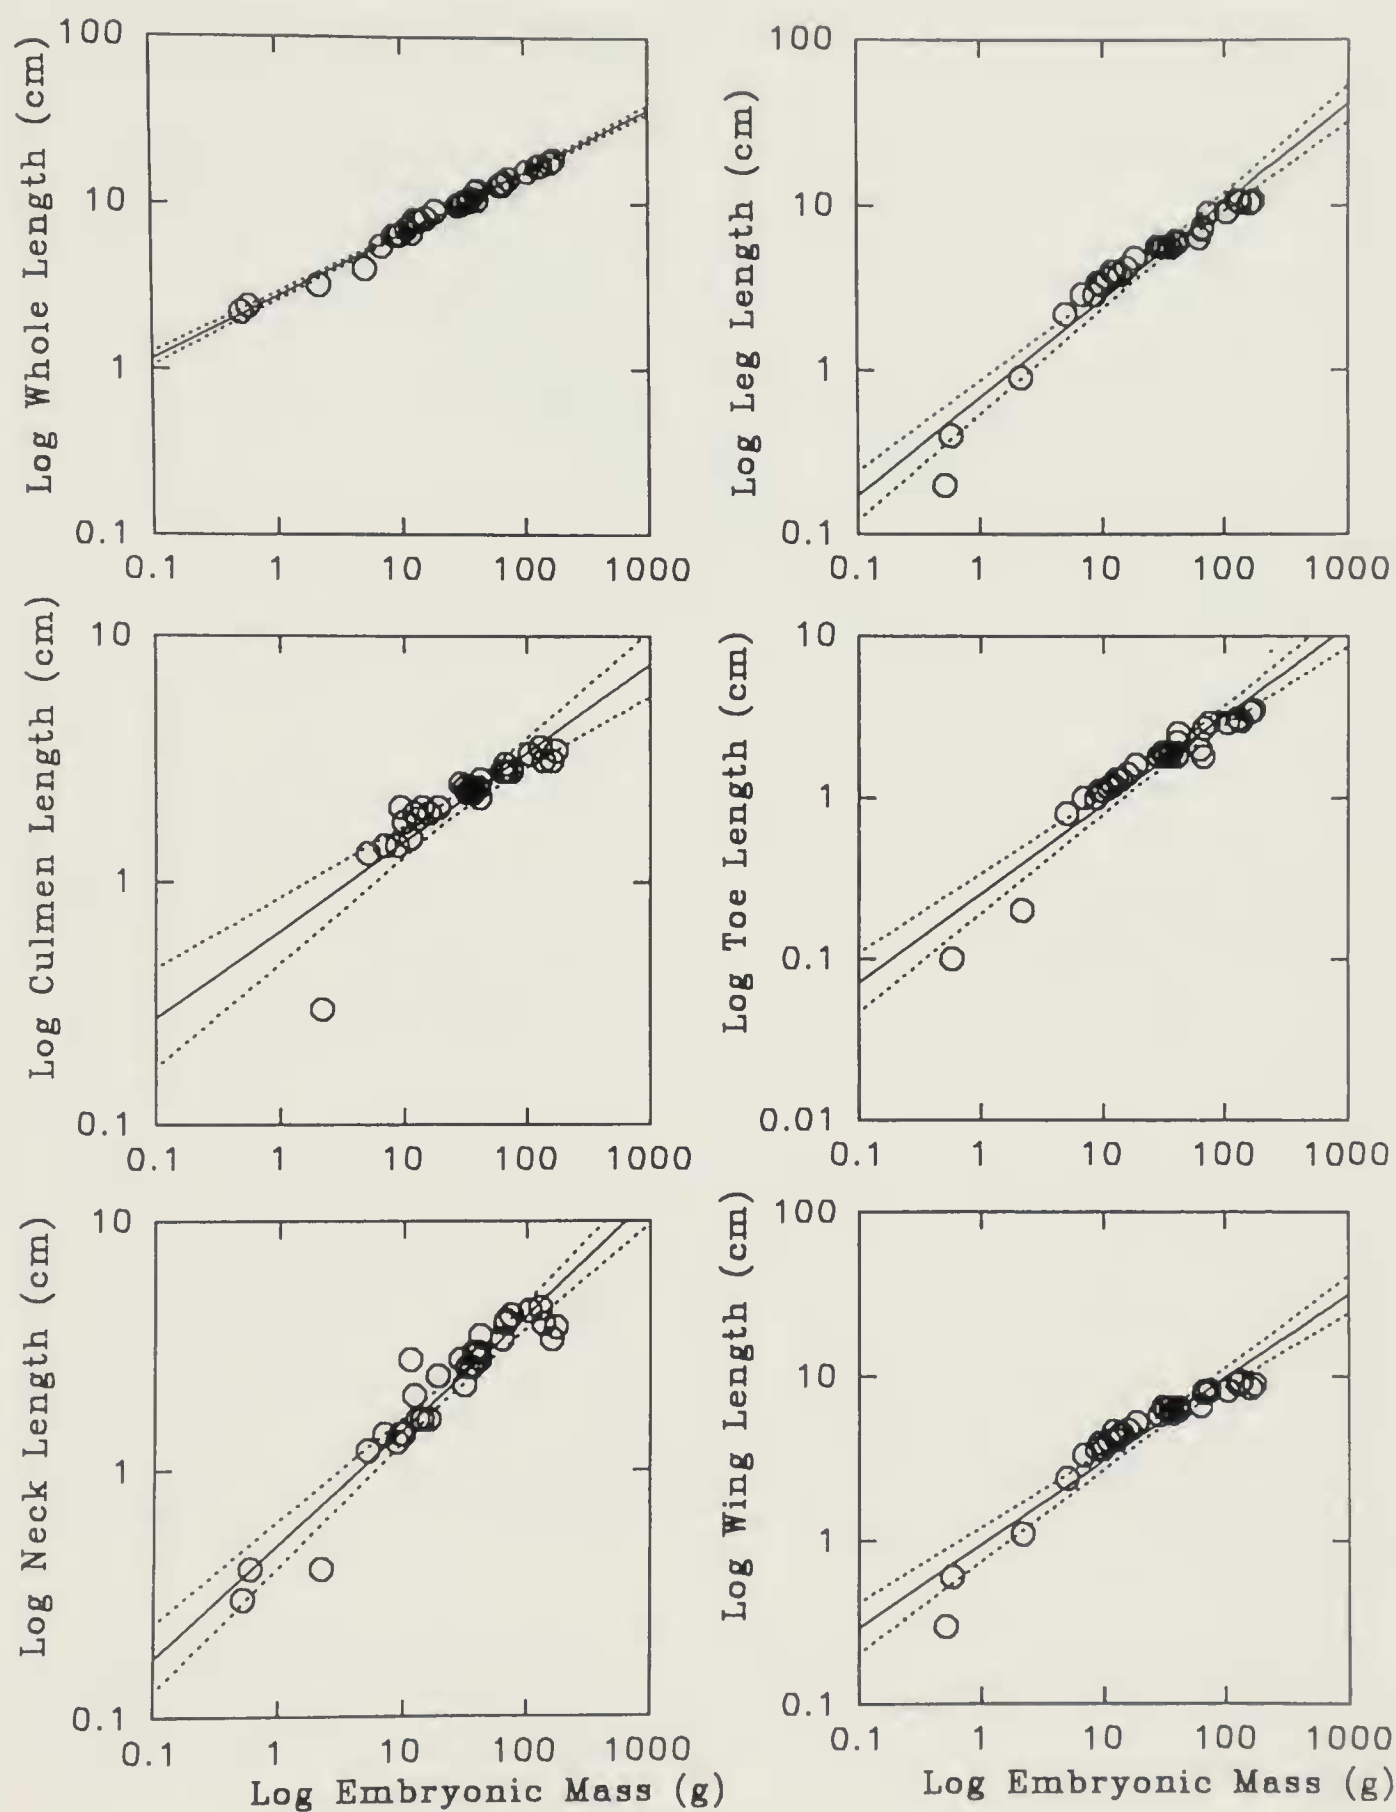 Log Whole Length (cm)
100
10
1
0.1
0.1 1 10 100 1000
Log Leg Length (cm)
100
10
1
0.1
0.1 1 10 100 1000
Log Culmen Length (cm)
10
1
0.1
0.1 1 10 100 1000
Log Toe Length (cm)
10
1
0.1
0.01
0.1 1 10 100 1000
Log Neck Length (cm)
10
1
0.1
0.1 1 10 100 1000
Log Embryonic Mass (g)
Log Wing Length (cm)
100
10
1
0.1
0.1 1 10 100 1000
Log Embryonic Mass (g)